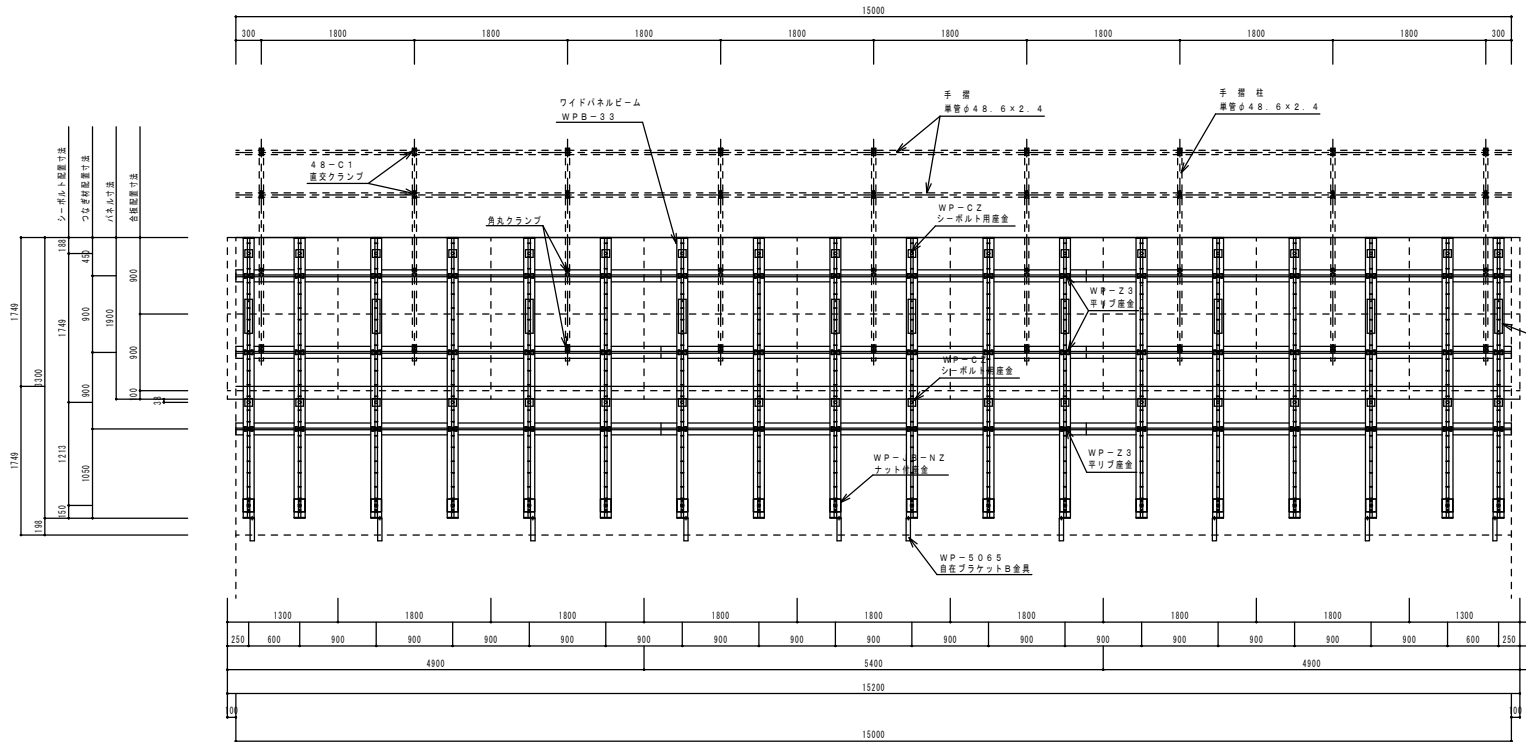 15000
300 1800 1800 1800 1800 1800 1800 1800 1800 300
ワイドパネルビーム
WPB-33
手 摺
単管φ48.6×2.4
手 摺 柱
単管φ48.6×2.4
48-C1
直交クランプ
シーボルト配置寸法
つなぎ材配置寸法
パネル寸法
合板配置寸法
角丸クランプ
WP-CZ
シーボルト用座金
WP-Z3
平リブ座金
WP-CZ
シーボルト用座金
WP-Z3
平リブ座金
WP-JB-NZ
ナット付座金
WP-5065
自在ブラケットB金具
1749
1749
3300
198
188
1749
1213
150
450
900
900
1050
1900
38
900
900
100
1300 1800 1800 1800 1800 1800 1800 1800 1300
250 600 900 900 900 900 900 900 900 900 900 900 900 900 900 900 600 250
4900 5400 4900
15200
100 100
15000